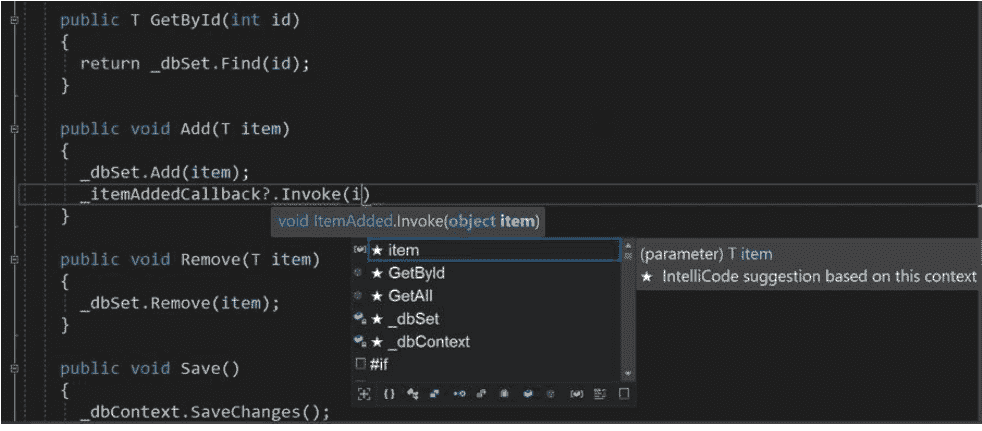 public T GetById(int id)
{
return _dbSet.Find(id);
}
public void Add(T item)
{
_dbSet.Add(item);
_itemAddedCallback?.Invoke(i)
}
void ItemAdded.Invoke(object item)
★ item
(parameter) T item
★ IntelliCode suggestion based on this context
★ GetById
★ GetAll
★ _dbSet
★ _dbContext
#if
public void Remove(T item)
{
_dbSet.Remove(item);
}
public void Save()
{
_dbContext.SaveChanges();